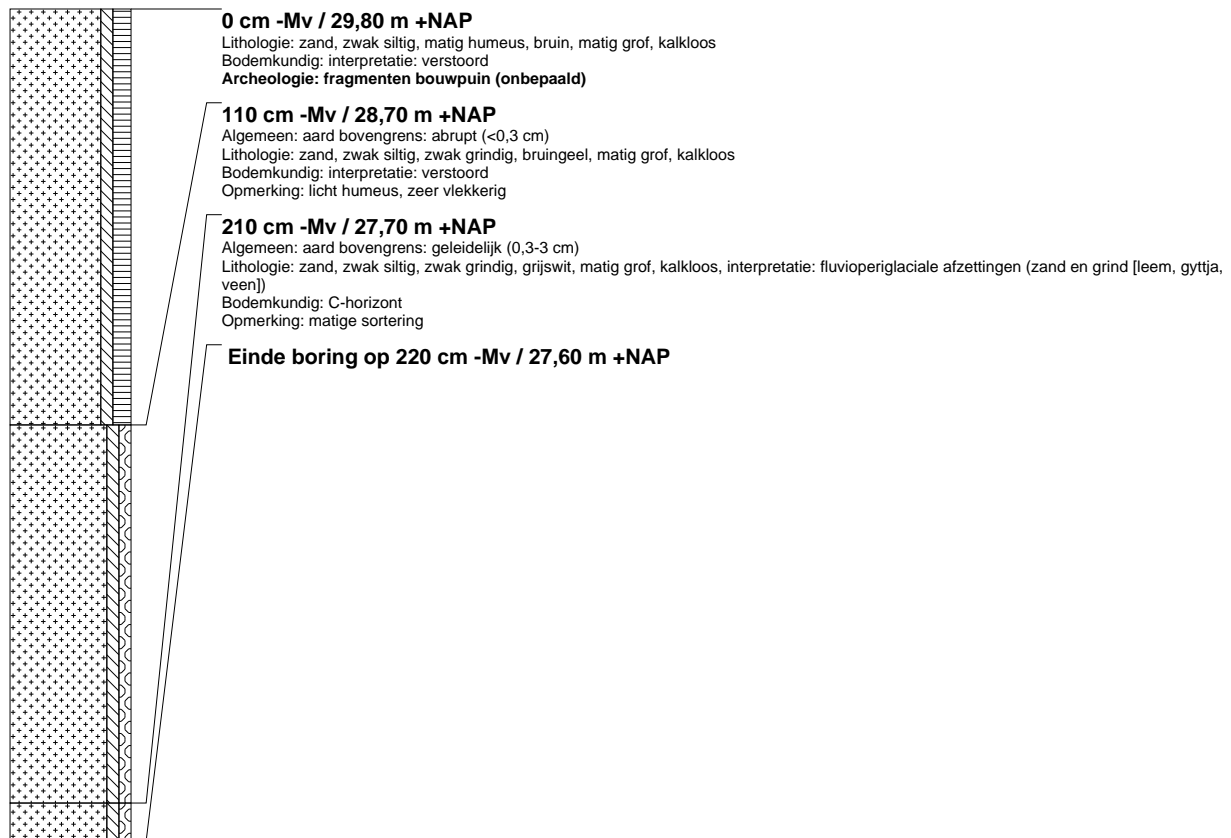 0 cm -Mv / 29,80 m +NAP
Lithologie: zand, zwak siltig, matig humeus, bruin, matig grof, kalkloos
Bodemkundig: interpretatie: verstoord
Archeologie: fragmenten bouwpuin (onbepaald)
110 cm -Mv / 28,70 m +NAP
Algemeen: aard bovengrens: abrupt (<0,3 cm)
Lithologie: zand, zwak siltig, zwak grindig, bruingeel, matig grof, kalkloos
Bodemkundig: interpretatie: verstoord
Opmerking: licht humeus, zeer vlekkerig
210 cm -Mv / 27,70 m +NAP
Algemeen: aard bovengrens: geleidelijk (0,3-3 cm)
Lithologie: zand, zwak siltig, zwak grindig, grijswit, matig grof, kalkloos, interpretatie: fluvioperiglaciale afzettingen (zand en grind [leem, gyttja,
veen])
Bodemkundig: C-horizont
Opmerking: matige sortering
Einde boring op 220 cm -Mv / 27,60 m +NAP